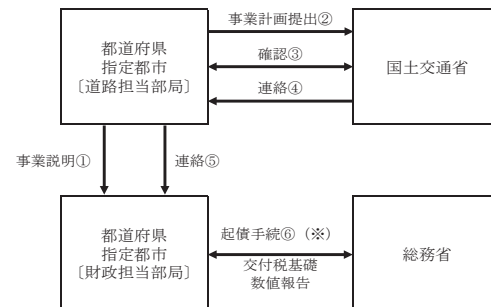 事業計画提出②
都道府県
指定都市
〔道路担当部局〕
確認③
国土交通省
連絡④
事業説明①
連絡⑤
都道府県
指定都市
〔財政担当部局〕
起債手続⑥（※）
総務省
交付税基礎
数値報告